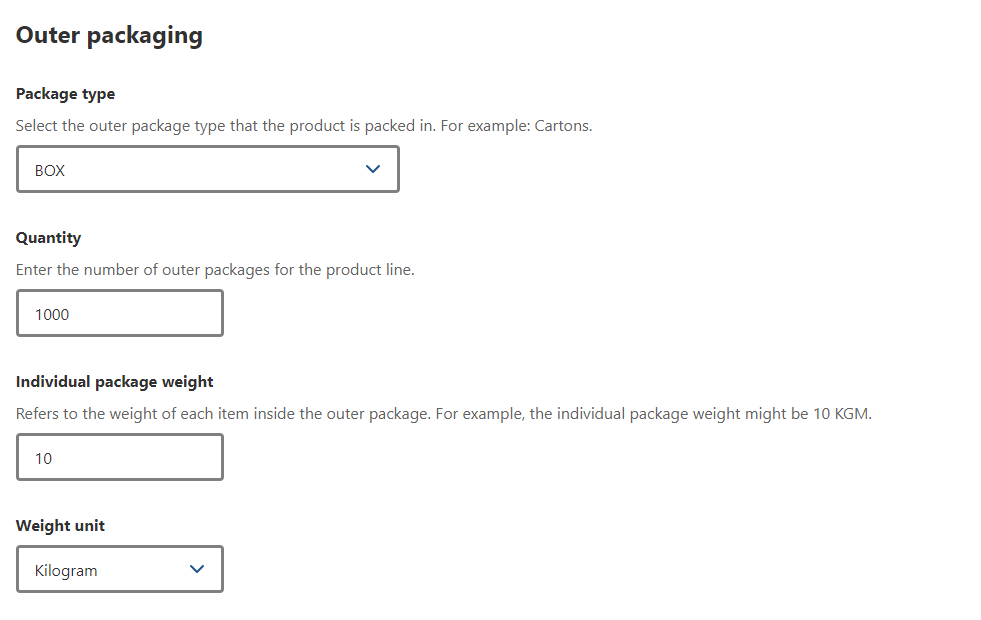 Outer packaging
Package type
Select the outer package type that the product is packed in. For example: Cartons.
BOX
Quantity
Enter the number of outer packages for the product line.
1000
Individual package weight
Refers to the weight of each item inside the outer package. For example, the individual package weight might be 10 KGM.
10
Weight unit
Kilogram